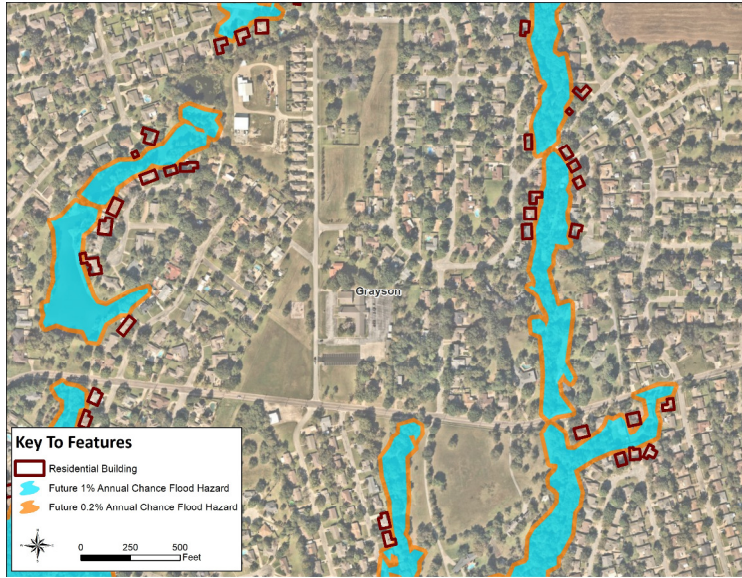 Grayson
Key To Features
Residential Building
Future 1% Annual Chance Flood Hazard
Future 0.2% Annual Chance Flood Hazard
0 250 500
Feet